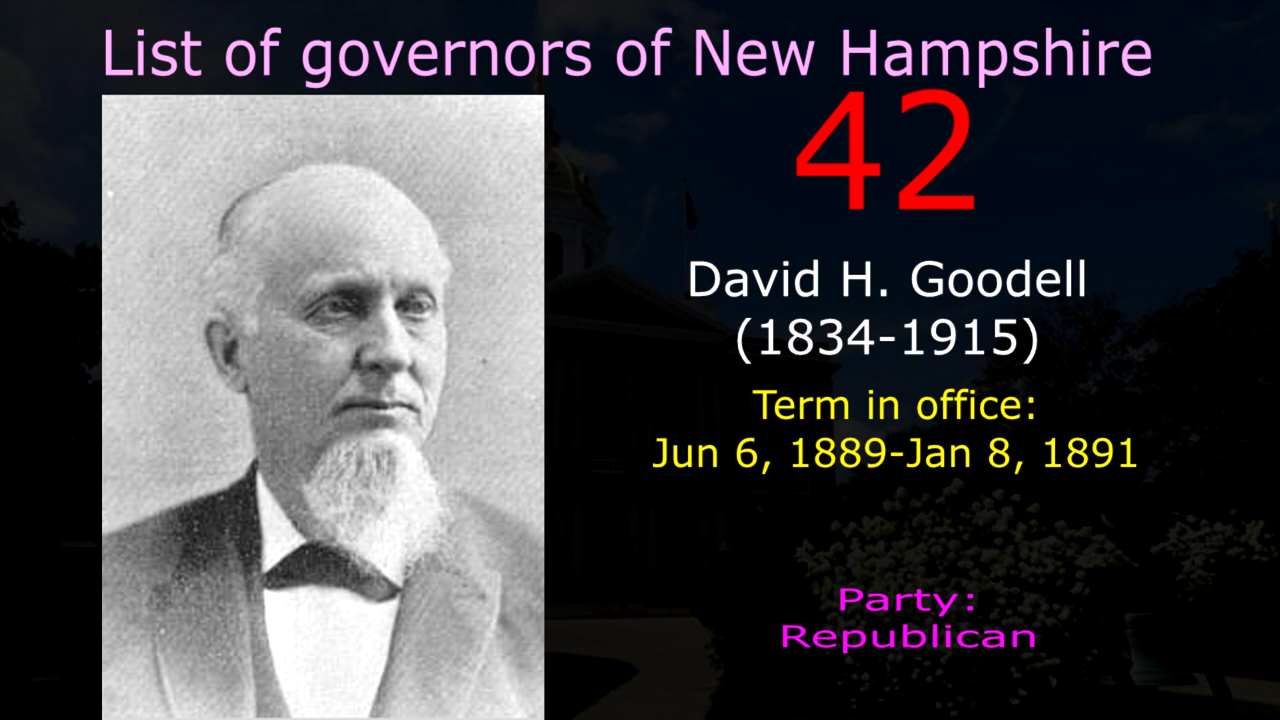 List of governors of New Hampshire
42
David H. Goodell
(1834-1915)
Term in office:
Jun 6, 1889-Jan 8, 1891
Party:
Republican